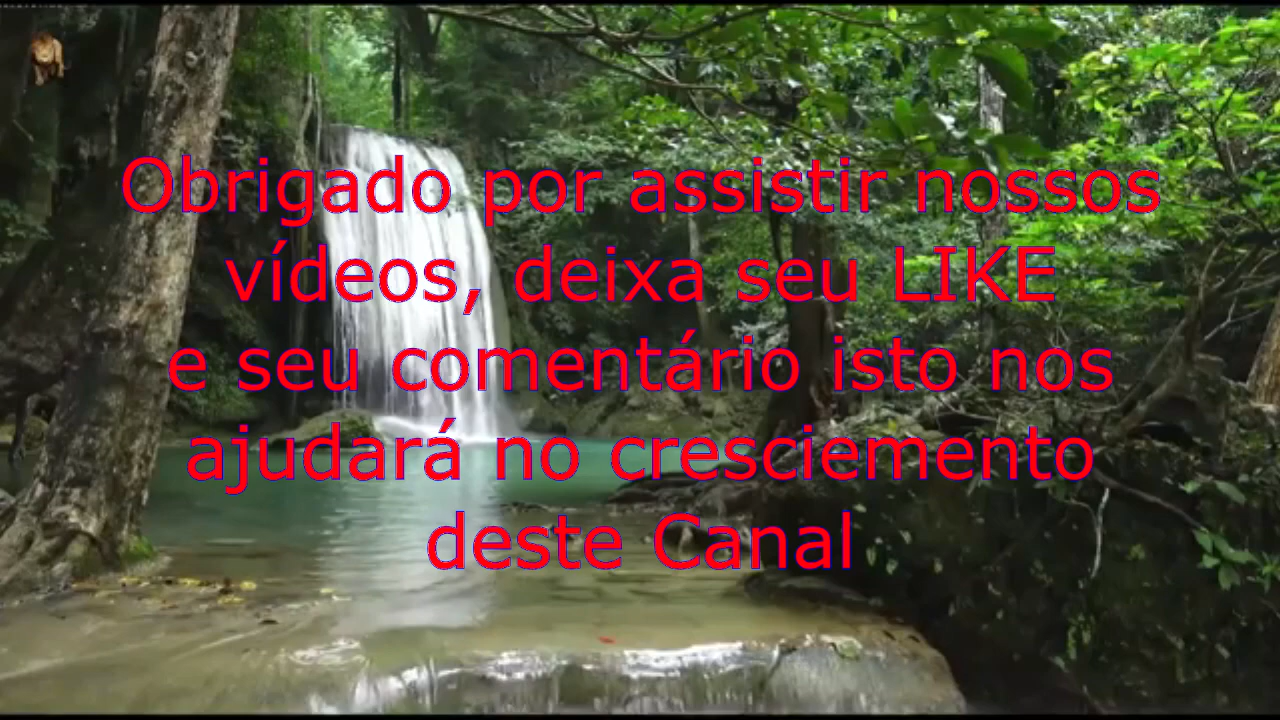 Obrigado por assistir nossos
vídeos, deixa seu LIKE
e seu comentário isto nos
ajudará no cresciemento
deste Canal